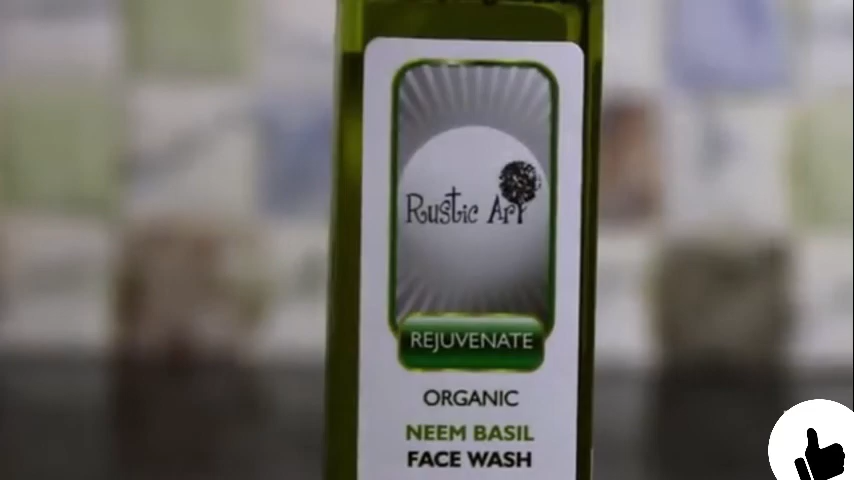 Rustic Art
REJUVENATE
ORGANIC
NEEM BASIL
FACE WASH